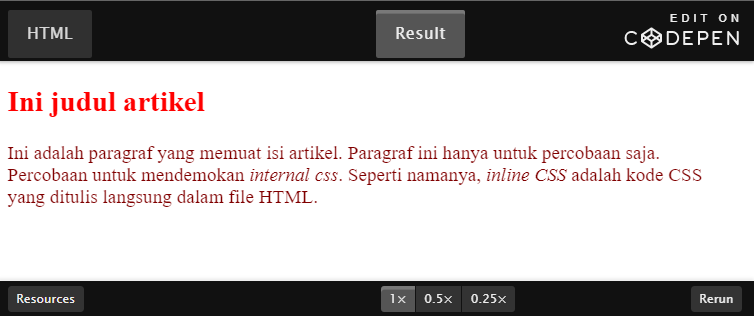 HTML
Result
EDIT ON
CODEPEN
Ini judul artikel
Ini adalah paragraf yang memuat isi artikel. Paragraf ini hanya untuk percobaan saja.
Percobaan untuk mendemokan internal css. Seperti namanya, inline CSS adalah kode CSS
yang ditulis langsung dalam file HTML.
Resources
1× 0.5× 0.25×
Rerun